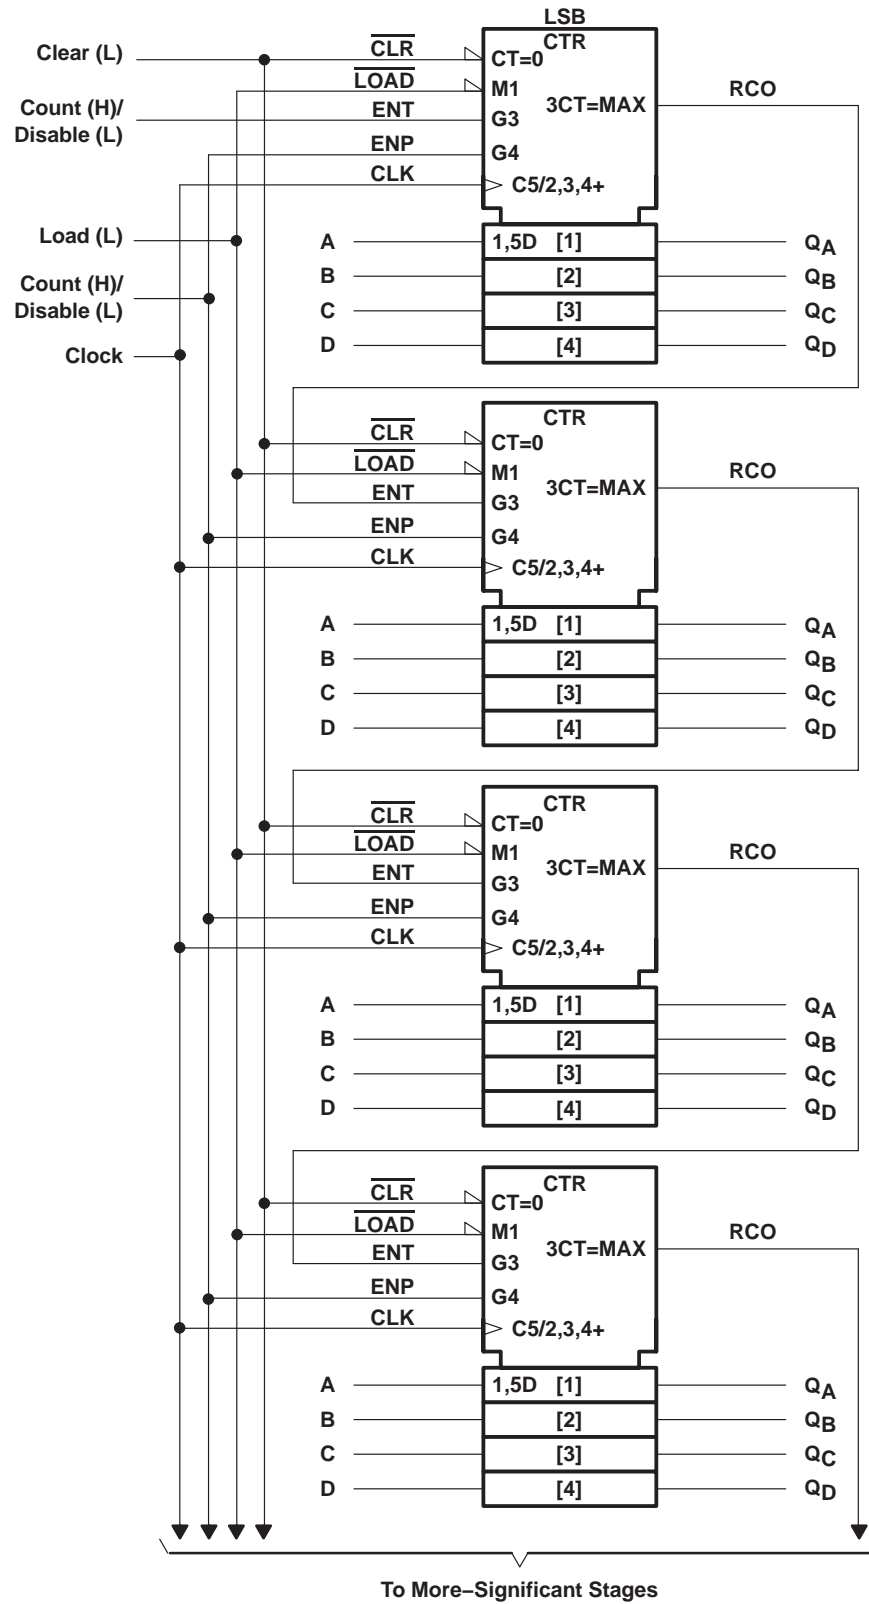 LSB
CTR
Clear (L)
CLR
CT=0
LOAD
M1
3CT=MAX
RCO
Count (H)/
Disable (L)
ENT
G3
ENP
G4
CLK
C5/2,3,4+
Load (L)
A
1,5D [1]
QA
Count (H)/
Disable (L)
B
[2]
QB
C
[3]
QC
Clock
D
[4]
QD
CTR
CLR
CT=0
LOAD
M1
3CT=MAX
RCO
ENT
G3
ENP
G4
CLK
C5/2,3,4+
A
1,5D [1]
QA
B
[2]
QB
C
[3]
QC
D
[4]
QD
CTR
CLR
CT=0
LOAD
M1
3CT=MAX
RCO
ENT
G3
ENP
G4
CLK
C5/2,3,4+
A
1,5D [1]
QA
B
[2]
QB
C
[3]
QC
D
[4]
QD
CTR
CLR
CT=0
LOAD
M1
3CT=MAX
RCO
ENT
G3
ENP
G4
CLK
C5/2,3,4+
A
1,5D [1]
QA
B
[2]
QB
C
[3]
QC
D
[4]
QD
To More−Significant Stages